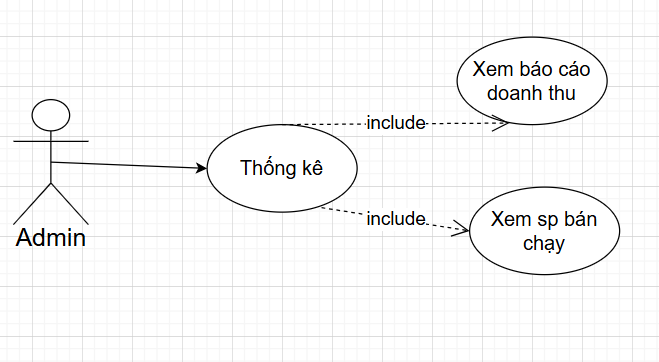 Xem báo cáo
doanh thu
include
Thống kê
include
Xem sp bán
chạy
Admin